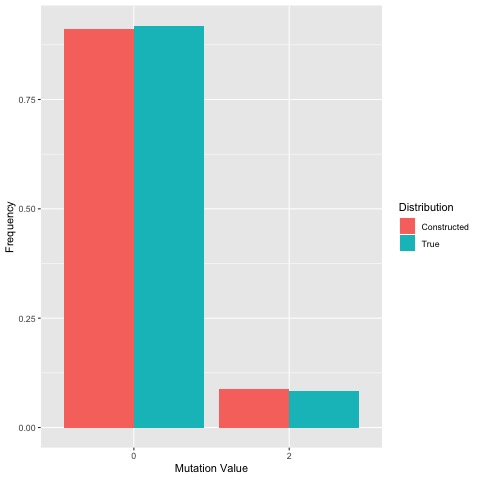 0.75
0.50
0.25
0.00
Frequency
0
2
Mutation Value
Distribution
Constructed
True